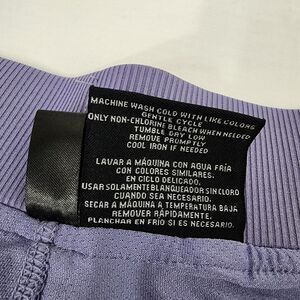 MACHINE WASH COLD WITH LIKE COLORS
GENTLE CYCLE
ONLY NON-CHLORINE BLEACH WHEN NEEDED
TUMBLE DRY LOW
REMOVE PROMPTLY
COOL IRON IF NEEDED
LAVAR A MÁQUINA CON AGUA FRÍA
CON COLORES SIMILARES.
EN CICLO DELICADO.
USAR SOLAMENTE BLANQUEADOR SIN CLORO
CUANDO SEA NECESARIO.
SECAR A MÁQUINA A TEMPERATURA BAJA
REMOVER RÁPIDAMENTE.
PLANCHAR EN FRÍO SI ES NECESARIO.